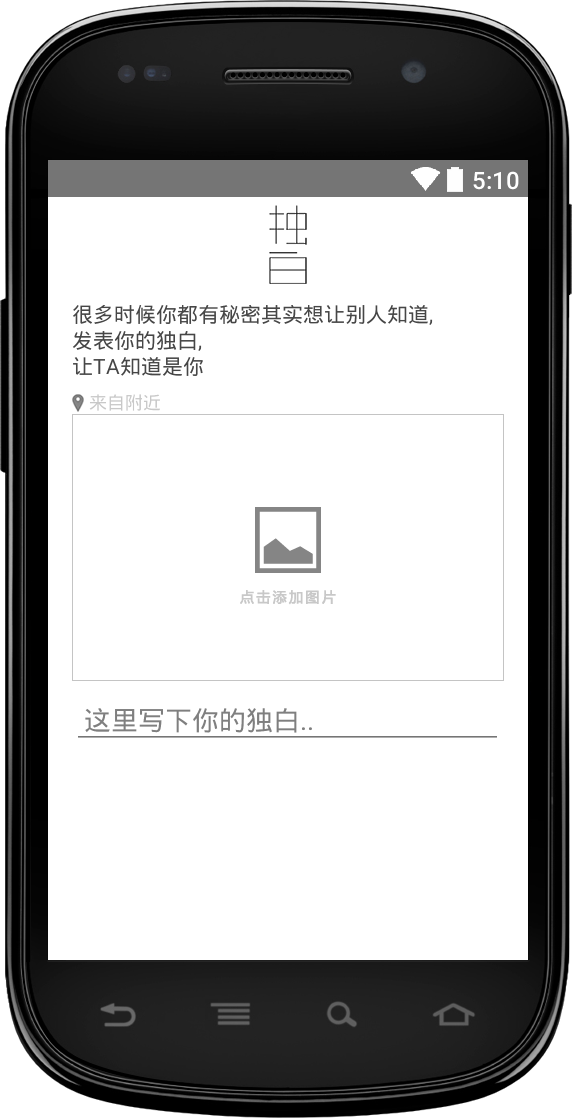 5:10
独
白
很多时候你都有秘密其实想让别人知道,
发表你的独白,
让TA知道是你
来自附近
点击添加图片
这里写下你的独白..